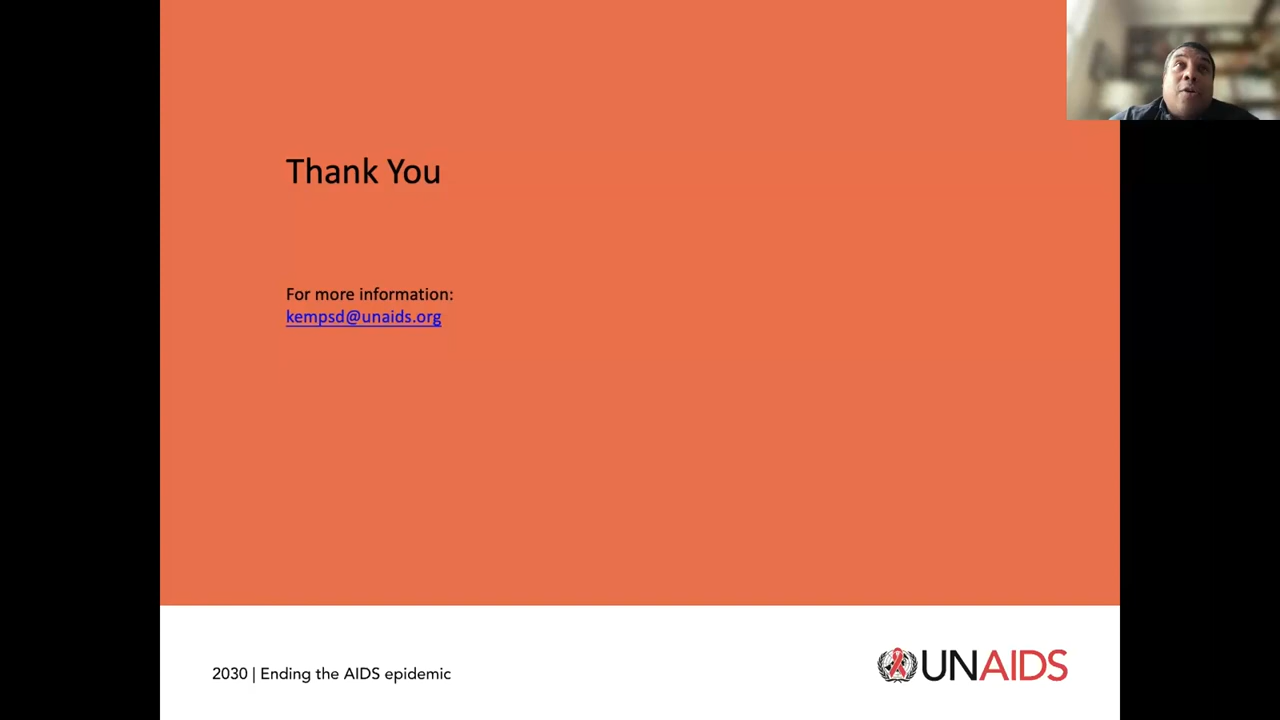 Thank You
For more information:
kempsd@unaids.org
2030 | Ending the AIDS epidemic
UNAIDS